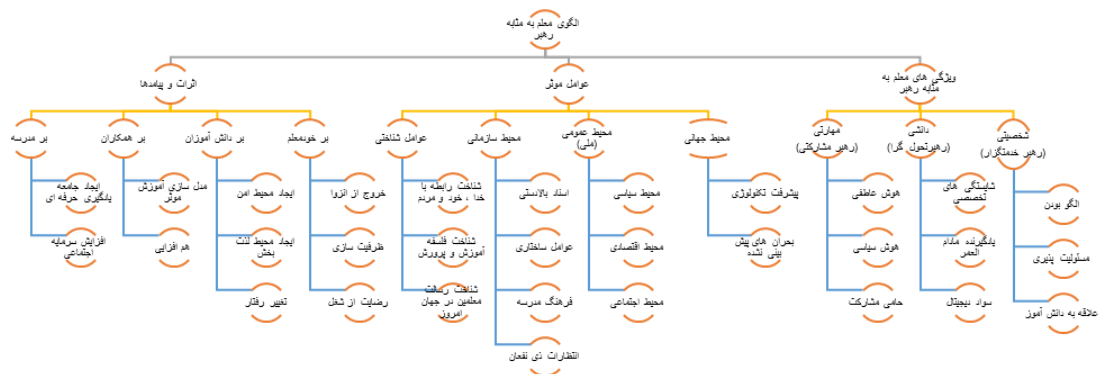 الگوی معلم به مثابه
رهبر
ویژگی های معلم به
مثابه رهبر
عوامل موثر
اثرات و پیامدها
شخصیتی
(رهبر خدمتگزار)
دانشی
(رهبرتحول گرا)
مهارتی
(رهبر مشارکتی)
محیط جهانی
محیط عمومی
(ملی)
محیط سازمانی
عوامل شناختی
بر خودمعلم
بر دانش آموزان
بر همکاران
بر مدرسه
الگو بودن
مسئولیت پذیری
علاقه به دانش آموز
شایستگی های
تخصصی
یادگیرنده مادام
العمر
سواد دیجیتال
هوش عاطفی
هوش سیاسی
حامی مشارکت
پیشرفت تکنولوژی
بحران های پیش
بینی نشده
محیط سیاسی
محیط اقتصادی
محیط اجتماعی
اسناد بالادستی
عوامل ساختاری
فرهنگ مدرسه
انتظارات ذی نفعان
شناخت رابطه با
خدا ، خود و مردم
شناخت فلسفه
آموزش و پرورش
شناخت رسالت
معلمین در جهان
امروز
خروج از انزوا
ظرفیت سازی
رضایت از شغل
ایجاد محیط امن
ایجاد محیط لذت
بخش
تغییر رفتار
مدل سازی آموزش
موثر
هم افزایی
ایجاد جامعه
یادگیری حرفه ای
افزایش سرمایه
اجتماعی